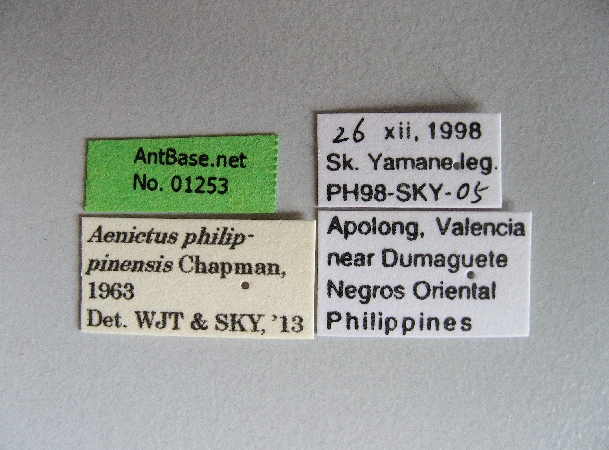 AntBase.net
No. 01253
Aenictus philip-
pinensis Chapman,
1963
Det. WJT & SKY, '13
26 xii, 1998
Sk. Yamane leg.
PH98-SKY-05
Apolong, Valencia
near Dumaguete
Negros Oriental
Philippines